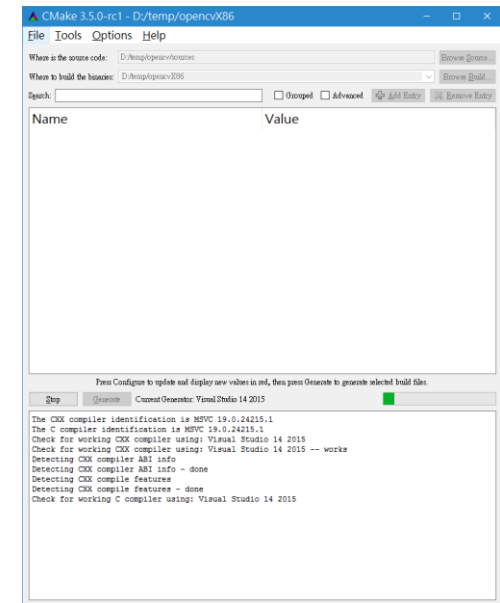 CMake 3.5.0-rc1 - D:/temp/opencvX86
File Tools Options Help
Where is the source code: D:/temp/opencv/sources Browse Source...
Where to build the binaries: D:/temp/opencvX86 Browse Build...
Search: Grouped Advanced Add Entry Remove Entry
Name Value
Press Configure to update and display new values in red, then press Generate to generate selected build files.
Stop Generate Current Generator: Visual Studio 14 2015
The CXX compiler identification is MSVC 19.0.24215.1
The C compiler identification is MSVC 19.0.24215.1
Check for working CXX compiler using: Visual Studio 14 2015
Check for working CXX compiler using: Visual Studio 14 2015 -- works
Detecting CXX compiler ABI info
Detecting CXX compiler ABI info - done
Detecting CXX compile features
Detecting CXX compile features - done
Check for working C compiler using: Visual Studio 14 2015